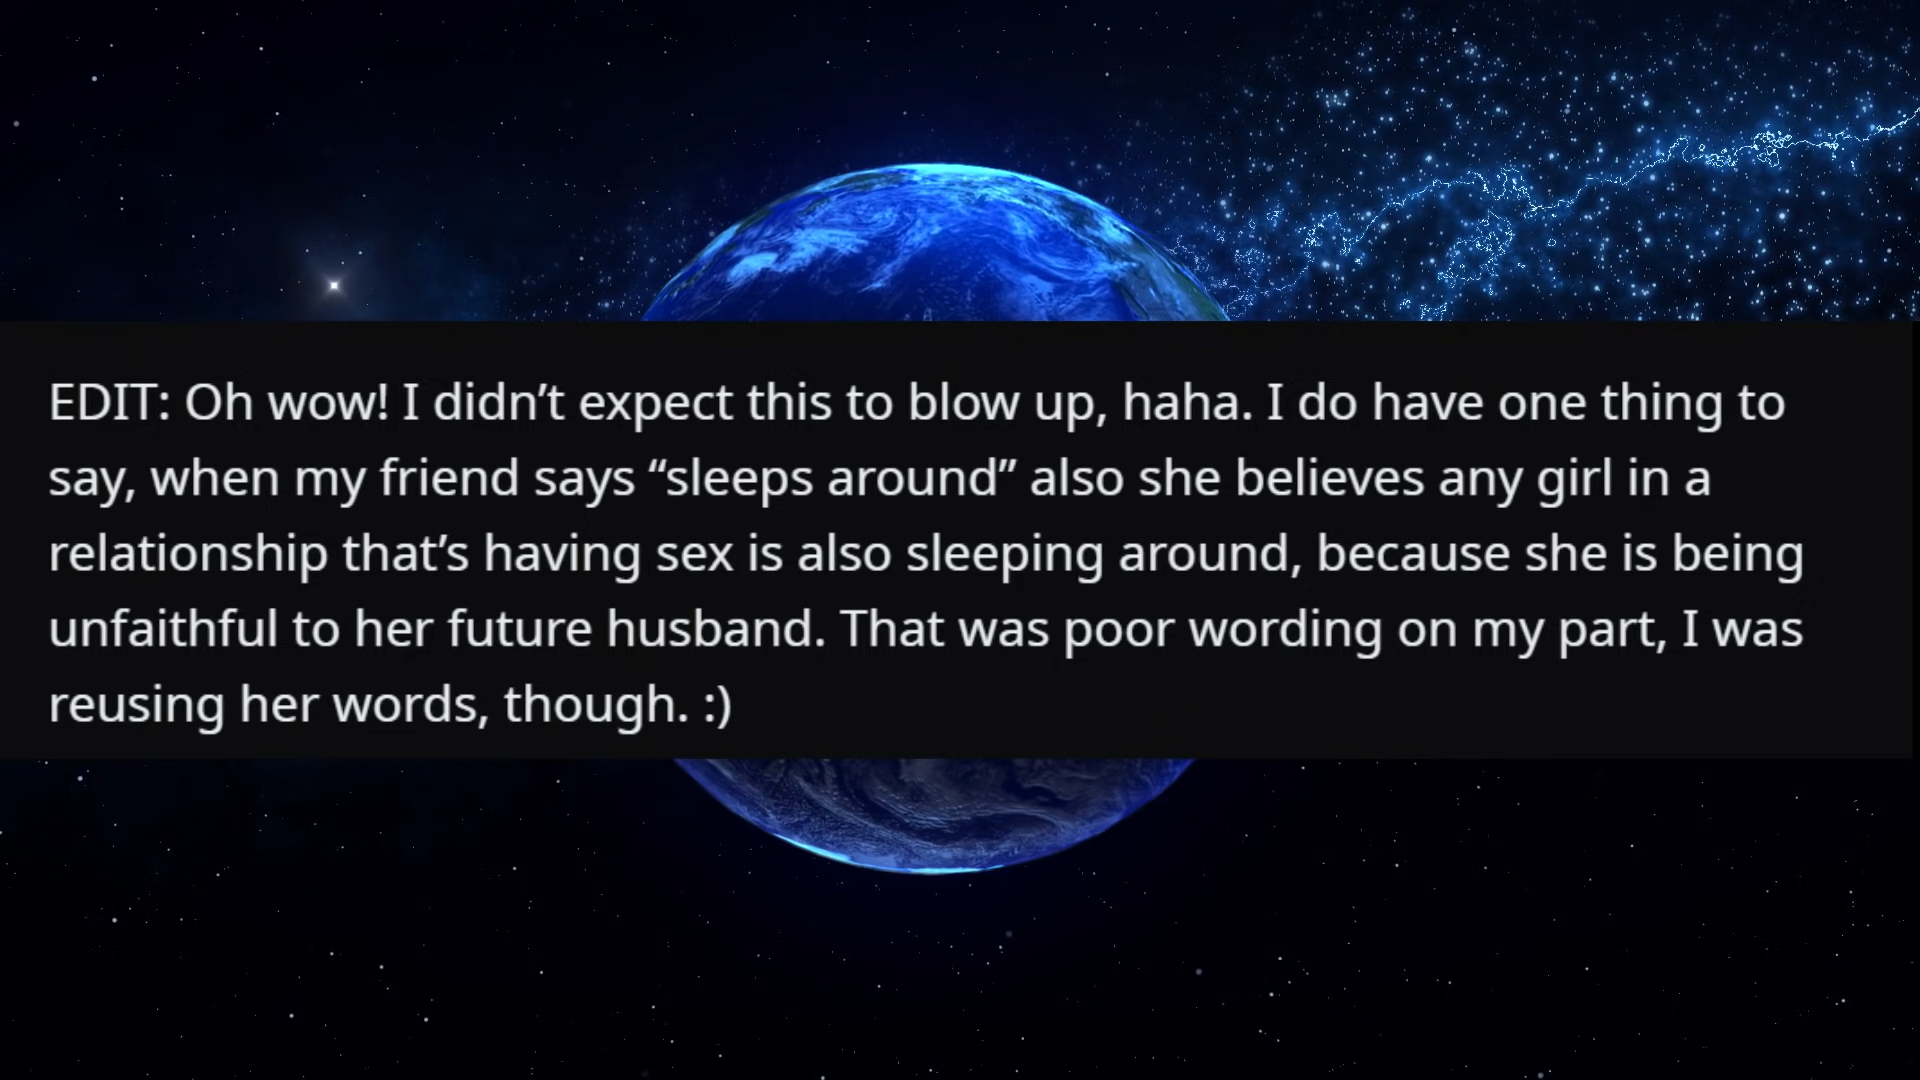 EDIT: Oh wow! I didn’t expect this to blow up, haha. I do have one thing to
say, when my friend says “sleeps around” also she believes any girl in a
relationship that’s having sex is also sleeping around, because she is being
unfaithful to her future husband. That was poor wording on my part, I was
reusing her words, though. :)